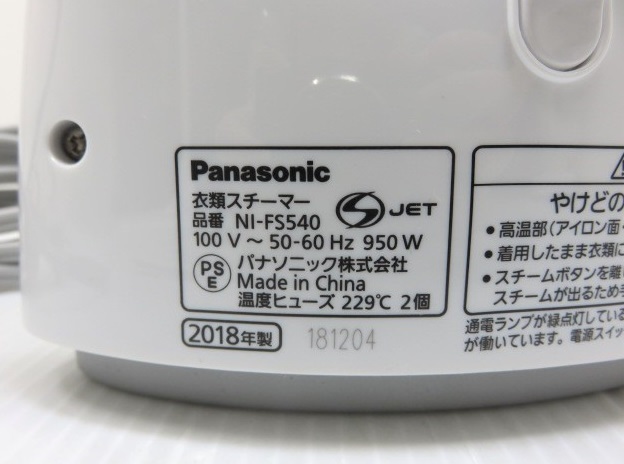 Panasonic
衣類スチーマー
品番 NI-FS540
S JET
100 V～50-60 Hz 950 W
PS
E
パナソニック株式会社
Made in China
温度ヒューズ 229℃ 2個
2018年製
181204
やけどの
●高温部(アイロン面・
●着用したまま衣類に
●スチームボタンを離し
スチームが出るため手
通電ランプが緑点灯している
が働いています。電源スイッ